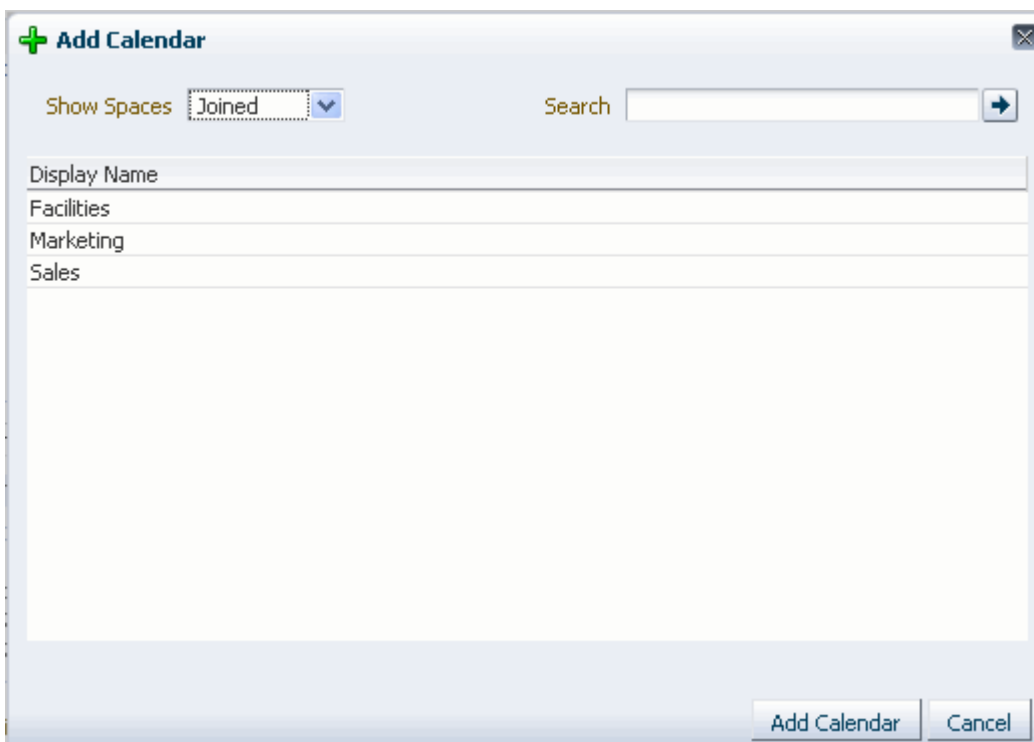 Add Calendar
Show Spaces Joined Search
Display Name
Facilities
Marketing
Sales
Add Calendar Cancel